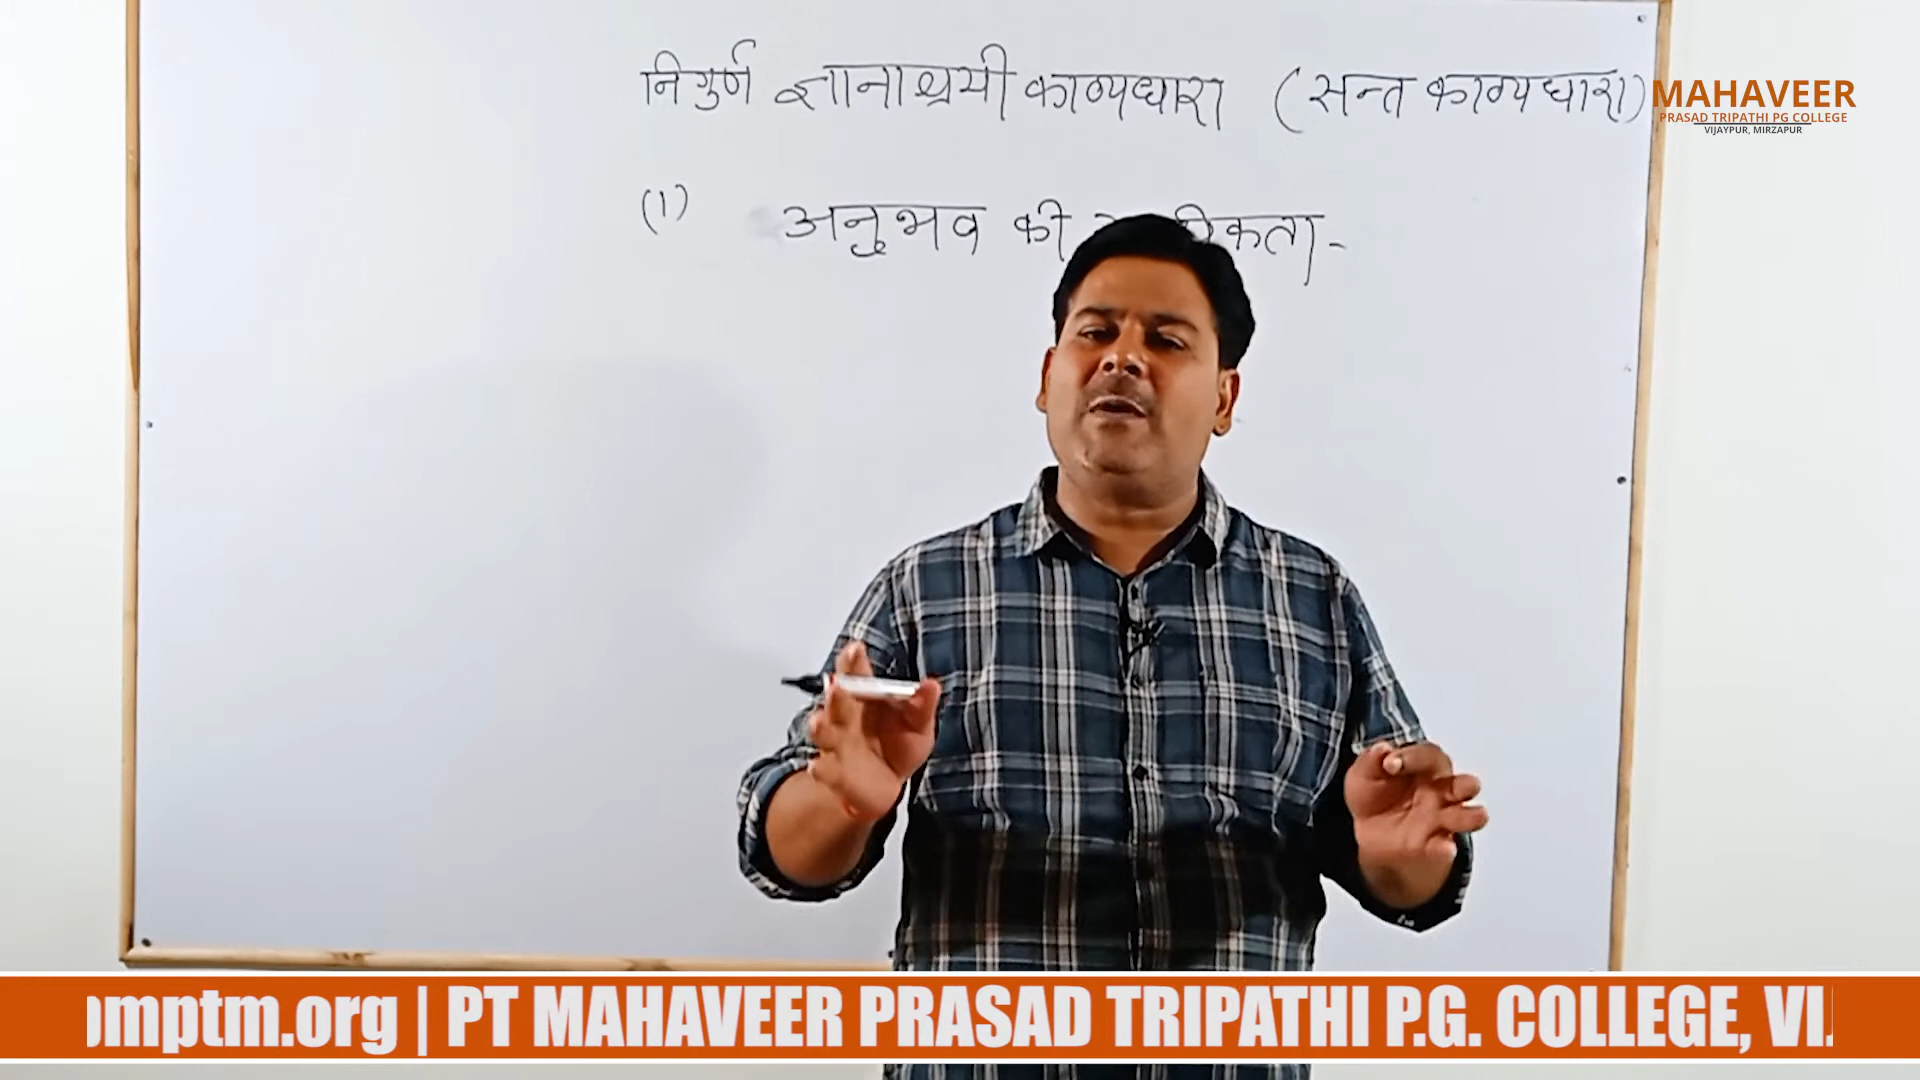 निर्गुण ज्ञानाश्रयी काव्यधारा (सन्त काव्यधारा)
MAHAVEER
PRASAD TRIPATHI PG COLLEGE
VIJAYPUR, MIRZAPUR
(1) अनुभव की
mptm.org | PT MAHAVEER PRASAD TRIPATHI P.G. COLLEGE,